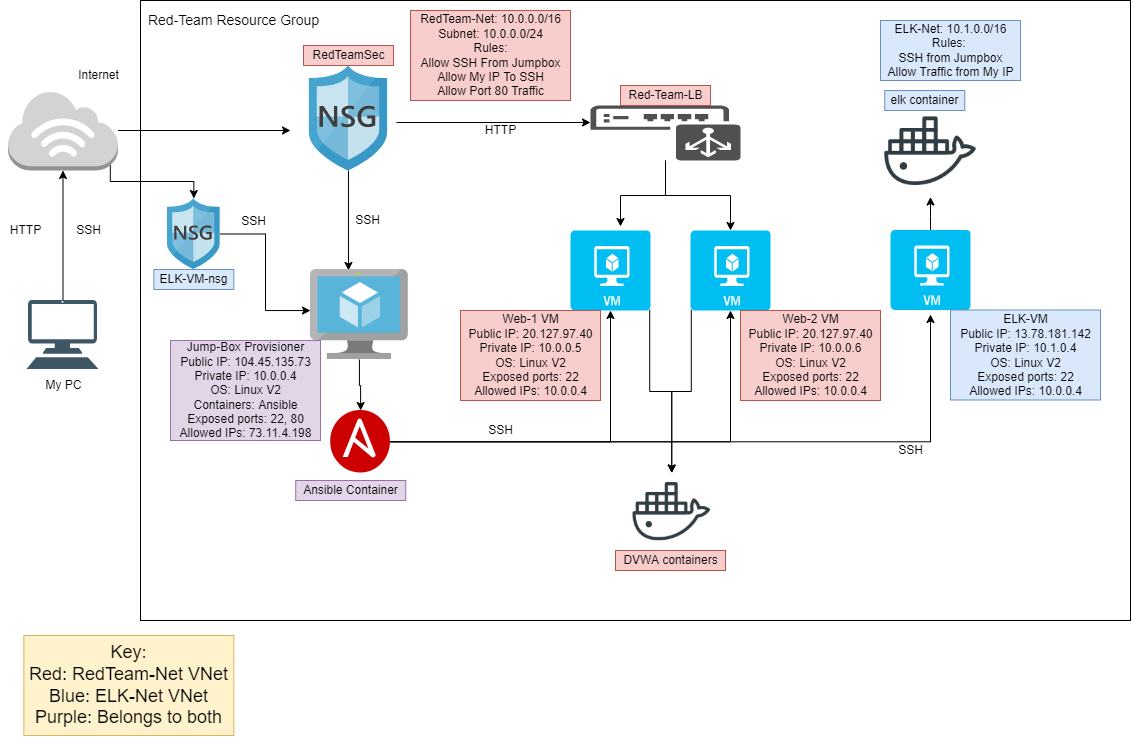 Red-Team Resource Group
RedTeam-Net: 10.0.0.0/16
Subnet: 10.0.0.0/24
Rules:
Allow SSH From Jumpbox
Allow My IP To SSH
Allow Port 80 Traffic
ELK-Net: 10.1.0.0/16
Rules:
SSH from Jumpbox
Allow Traffic from My IP
RedTeamSec
Internet
NSG
HTTP
Red-Team-LB
elk container
HTTP
SSH
NSG
SSH
SSH
ELK-VM-nsg
VM
VM
VM
Jump-Box Provisioner
Public IP: 104.45.135.73
Private IP: 10.0.0.4
OS: Linux V2
Containers: Ansible
Exposed ports: 22, 80
Allowed IPs: 73.11.4.198
Web-1 VM
Public IP: 20.127.97.40
Private IP: 10.0.0.5
OS: Linux V2
Exposed ports: 22
Allowed IPs: 10.0.0.4
Web-2 VM
Public IP: 20.127.97.40
Private IP: 10.0.0.6
OS: Linux V2
Exposed ports: 22
Allowed IPs: 10.0.0.4
ELK-VM
Public IP: 13.78.181.142
Private IP: 10.1.0.4
OS: Linux V2
Exposed ports: 22
Allowed IPs: 10.0.0.4
My PC
SSH
SSH
Ansible Container
DVWA containers
Key:
Red: RedTeam-Net VNet
Blue: ELK-Net VNet
Purple: Belongs to both